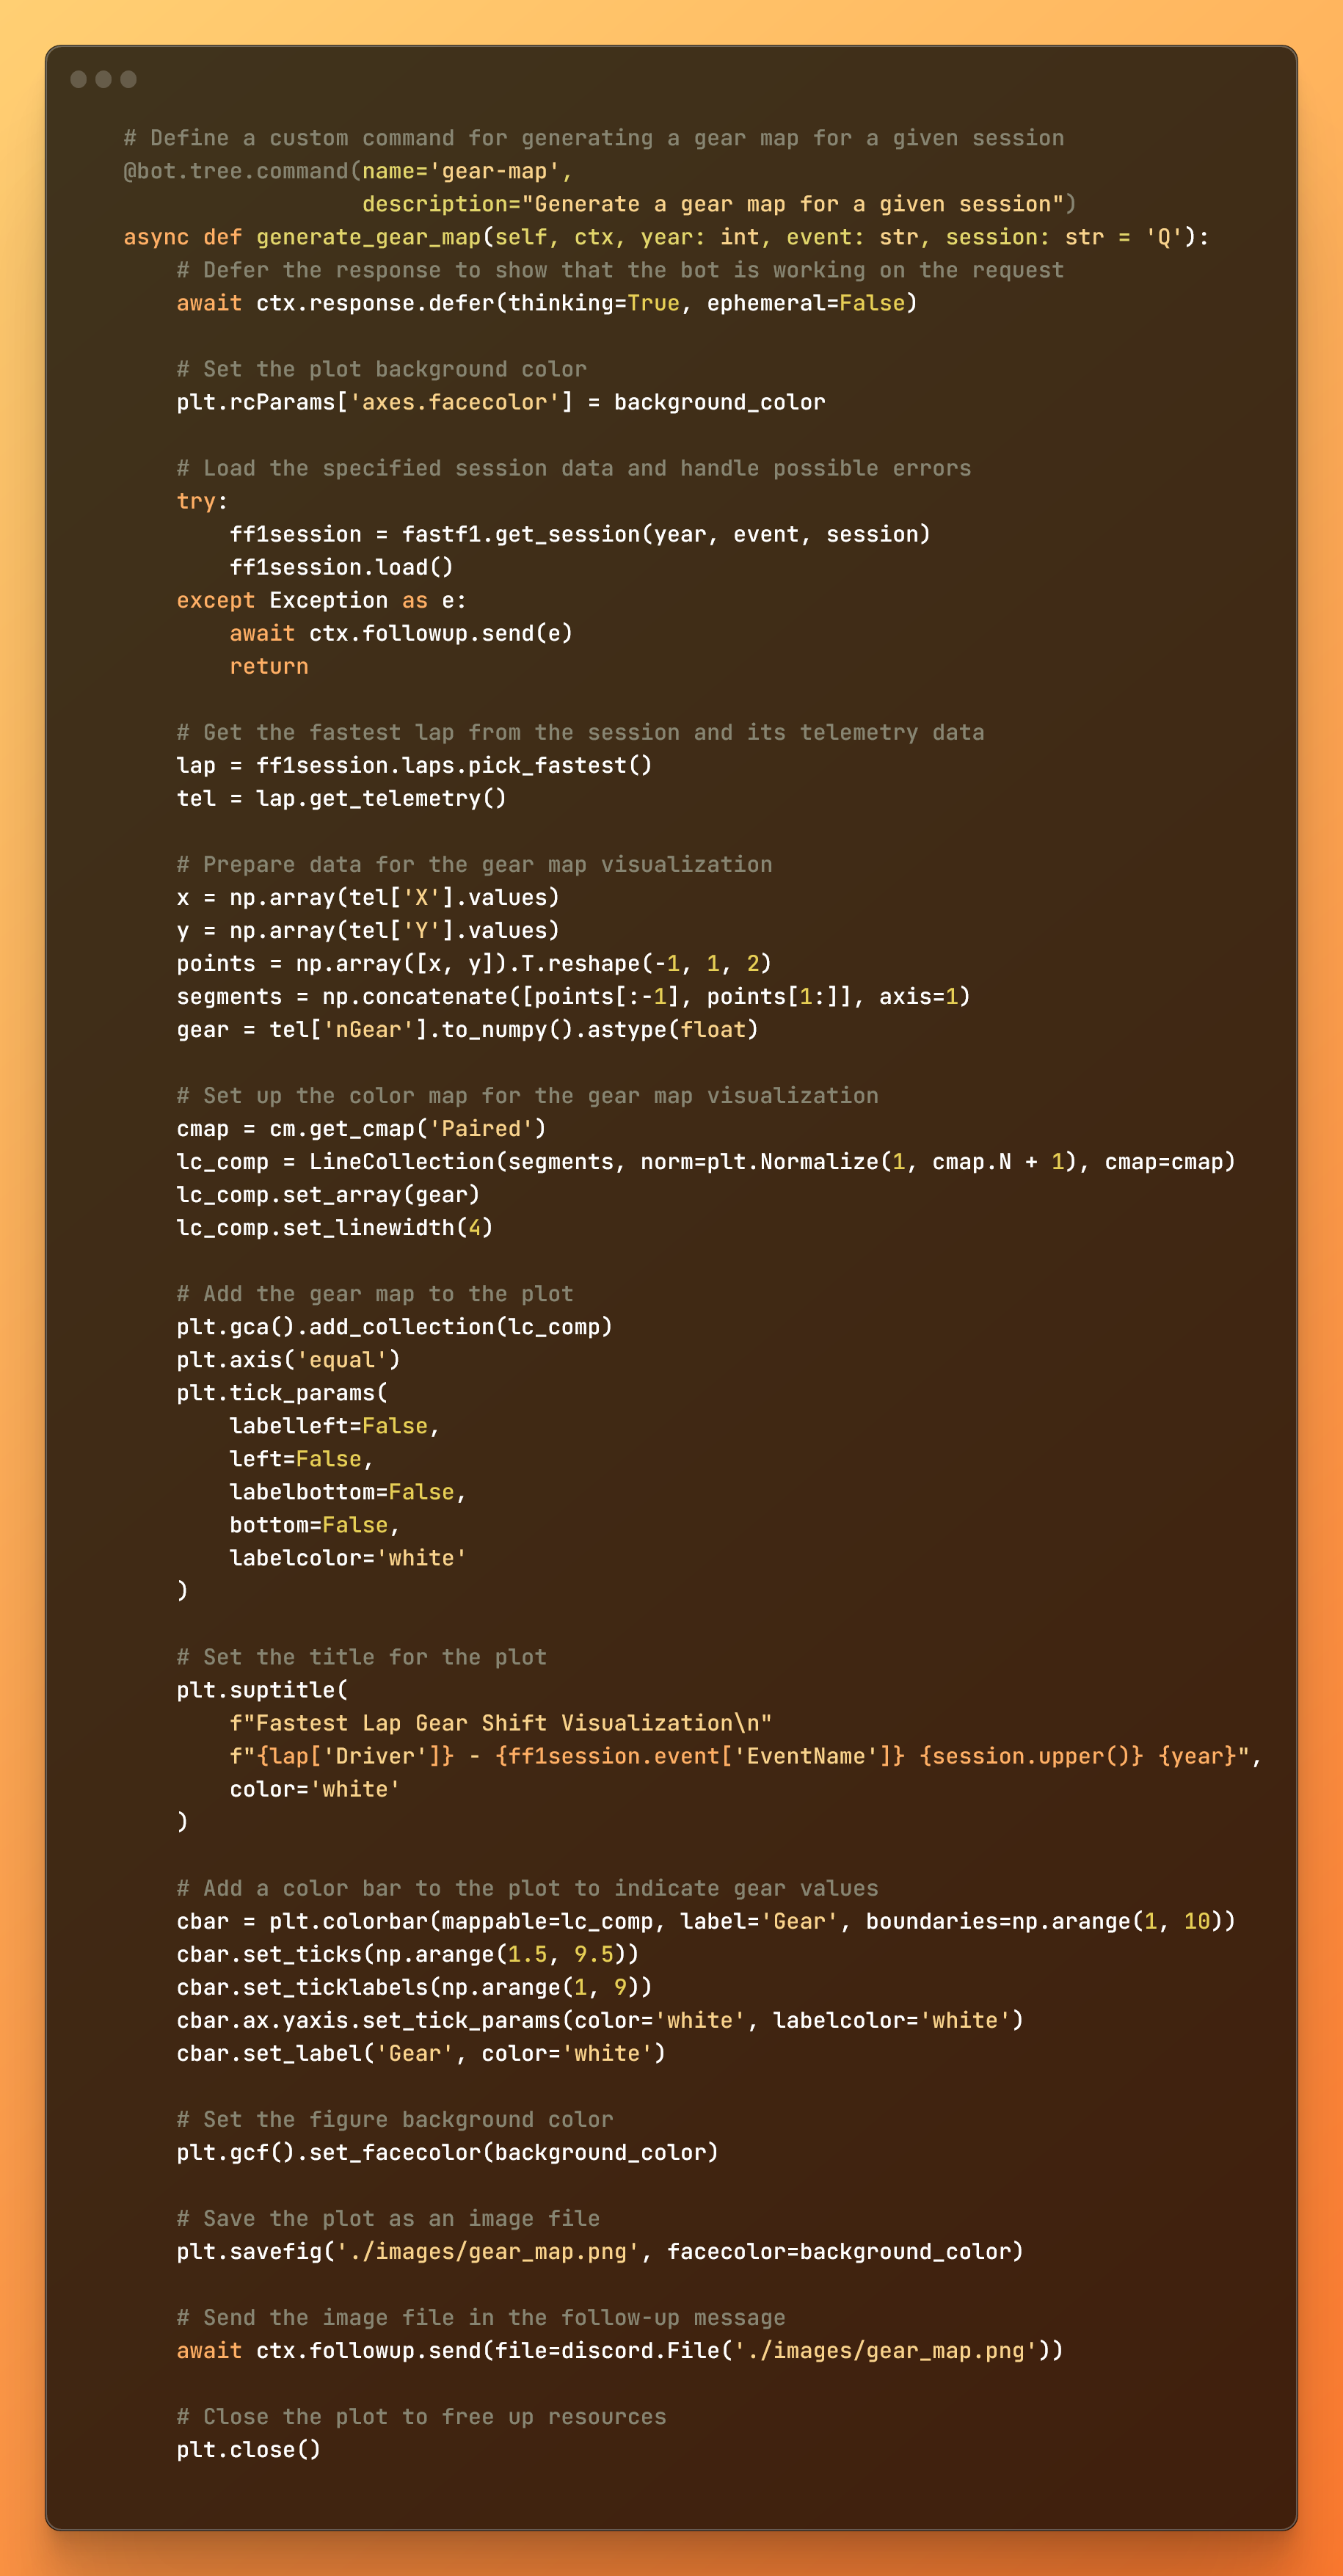 # Define a custom command for generating a gear map for a given session
@bot.tree.command(name='gear-map',
                  description="Generate a gear map for a given session")
async def generate_gear_map(self, ctx, year: int, event: str, session: str = 'Q'):
    # Defer the response to show that the bot is working on the request
    await ctx.response.defer(thinking=True, ephemeral=False)

    # Set the plot background color
    plt.rcParams['axes.facecolor'] = background_color

    # Load the specified session data and handle possible errors
    try:
        ff1session = fastf1.get_session(year, event, session)
        ff1session.load()
    except Exception as e:
        await ctx.followup.send(e)
        return

    # Get the fastest lap from the session and its telemetry data
    lap = ff1session.laps.pick_fastest()
    tel = lap.get_telemetry()

    # Prepare data for the gear map visualization
    x = np.array(tel['X'].values)
    y = np.array(tel['Y'].values)
    points = np.array([x, y]).T.reshape(-1, 1, 2)
    segments = np.concatenate([points[:-1], points[1:]], axis=1)
    gear = tel['nGear'].to_numpy().astype(float)

    # Set up the color map for the gear map visualization
    cmap = cm.get_cmap('Paired')
    lc_comp = LineCollection(segments, norm=plt.Normalize(1, cmap.N + 1), cmap=cmap)
    lc_comp.set_array(gear)
    lc_comp.set_linewidth(4)

    # Add the gear map to the plot
    plt.gca().add_collection(lc_comp)
    plt.axis('equal')
    plt.tick_params(
        labelleft=False,
        left=False,
        labelbottom=False,
        bottom=False,
        labelcolor='white'
    )

    # Set the title for the plot
    plt.suptitle(
        f"Fastest Lap Gear Shift Visualization\n"
        f"{lap['Driver']} - {ff1session.event['EventName']} {session.upper()} {year}",
        color='white'
    )

    # Add a color bar to the plot to indicate gear values
    cbar = plt.colorbar(mappable=lc_comp, label='Gear', boundaries=np.arange(1, 10))
    cbar.set_ticks(np.arange(1.5, 9.5))
    cbar.set_ticklabels(np.arange(1, 9))
    cbar.ax.yaxis.set_tick_params(color='white', labelcolor='white')
    cbar.set_label('Gear', color='white')

    # Set the figure background color
    plt.gcf().set_facecolor(background_color)

    # Save the plot as an image file
    plt.savefig('./images/gear_map.png', facecolor=background_color)

    # Send the image file in the follow-up message
    await ctx.followup.send(file=discord.File('./images/gear_map.png'))

    # Close the plot to free up resources
    plt.close()